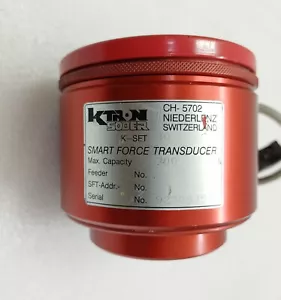 K-TRON
SODER
CH-5702
NIEDERLENZ
SWITZERLAND
K-SFT
SMART FORCE TRANSDUCER
Max. Capacity
Feeder No.
SFT-Addr. No.
Serial No.